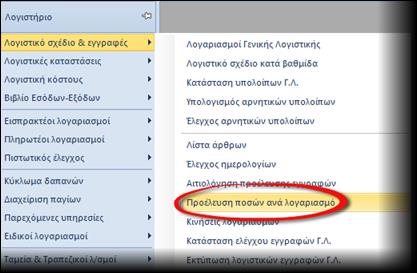 Λογιστήριο
Λογιστικό σχέδιο & εγγραφές
Λογιστικές καταστάσεις
Λογιστική κόστους
Βιβλίο Εσόδων-Εξόδων
Εισπρακτέοι λογαριασμοί
Πληρωτέοι λογαριασμοί
Πιστωτικός έλεγχος
Κύκλωμα δαπανών
Διαχείριση παγίων
Παρεχόμενες υπηρεσίες
Ειδικοί λογαριασμοί
Ταμεία & Τραπεζικοί λ/σμοί
Λογαριασμοί Γενικής Λογιστικής
Λογιστικό σχέδιο κατά βαθμίδα
Κατάσταση υπολοίπων Γ.Λ.
Υπολογισμός αρνητικών υπολοίπων
Έλεγχος αρνητικών υπολοίπων
Λίστα άρθρων
Έλεγχος ημερολογίων
Αιτιολόγηση προέλευσης εγγραφών
Προέλευση ποσών ανά λογαριασμό
Κινήσεις λογαριασμών
Κατάσταση ελέγχου εγγραφών Γ.Λ.
Εκτύπωση λογιστικών εγγραφών Γ.Λ.